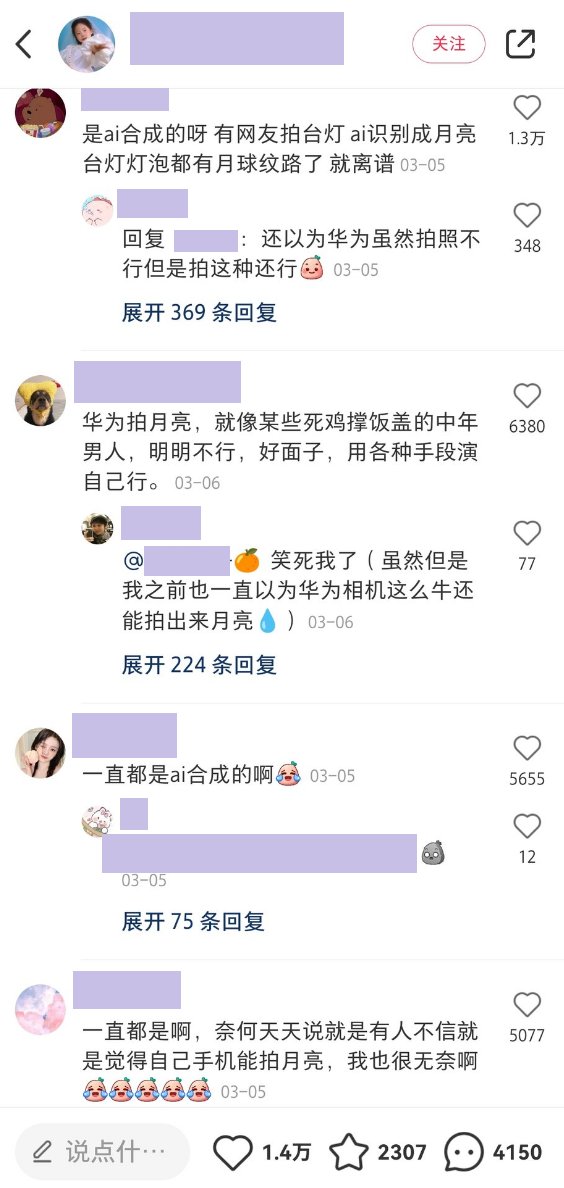 关注
是ai合成的呀 有网友拍台灯 ai识别成月亮
台灯灯泡都有月球纹路了 就离谱 03-05
1.3万
回复 : 还以为华为虽然拍照不
行但是拍这种还行 03-05
348
展开 369 条回复
华为拍月亮，就像某些死鸡撑饭盖的中年
男人，明明不行，好面子，用各种手段演
自己行。 03-06
6380
@ 🍊 笑死我了（虽然但是
我之前也一直以为华为相机这么牛还
能拍出来月亮💧）03-06
77
展开 224 条回复
一直都是ai合成的啊 03-05
5655
03-05
12
展开 75 条回复
一直都是啊，奈何天天说就是有人不信就
是觉得自己手机能拍月亮，我也很无奈啊
03-05
5077
说点什··· 1.4万 2307 4150